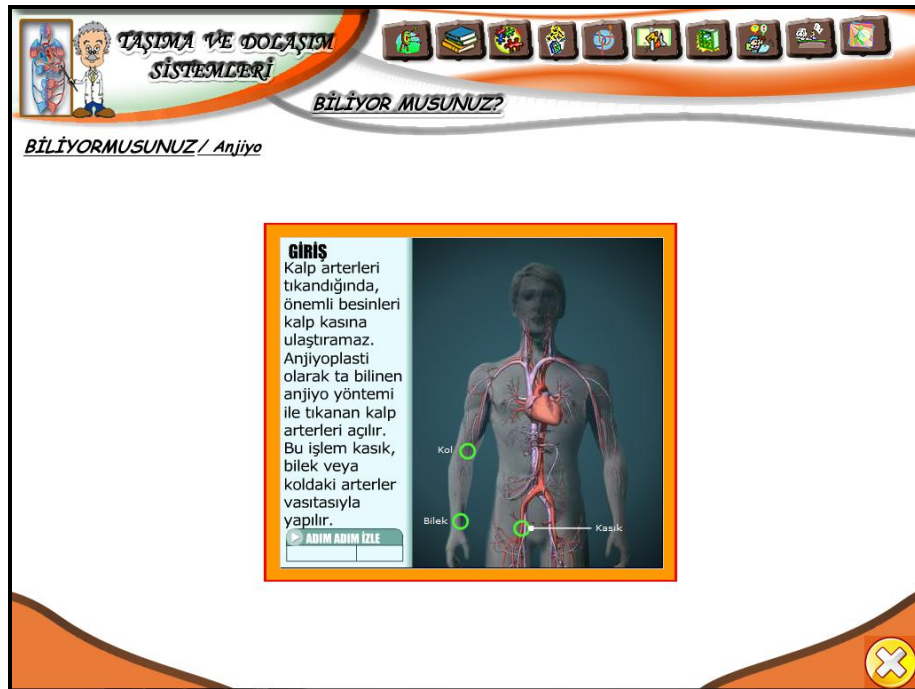 TAŞIMA VE DOLAŞIM
SİSTEMLERİ
BİLİYOR MUSUNUZ?
BİLİYORMUSUNUZ / Anjiyo
GİRİŞ
Kalp arterleri
tıkandığında,
önemli besinleri
kalp kasına
ulaştıramaz.
Anjiyoplasti
olarak ta bilinen
anjiyo yöntemi
ile tıkanan kalp
arterleri açılır.
Bu işlem kasık,
bilek veya
koldaki arterler
vasıtasıyla
yapılır.
ADIM ADIM İZLE
Kol
Bilek
Kasık